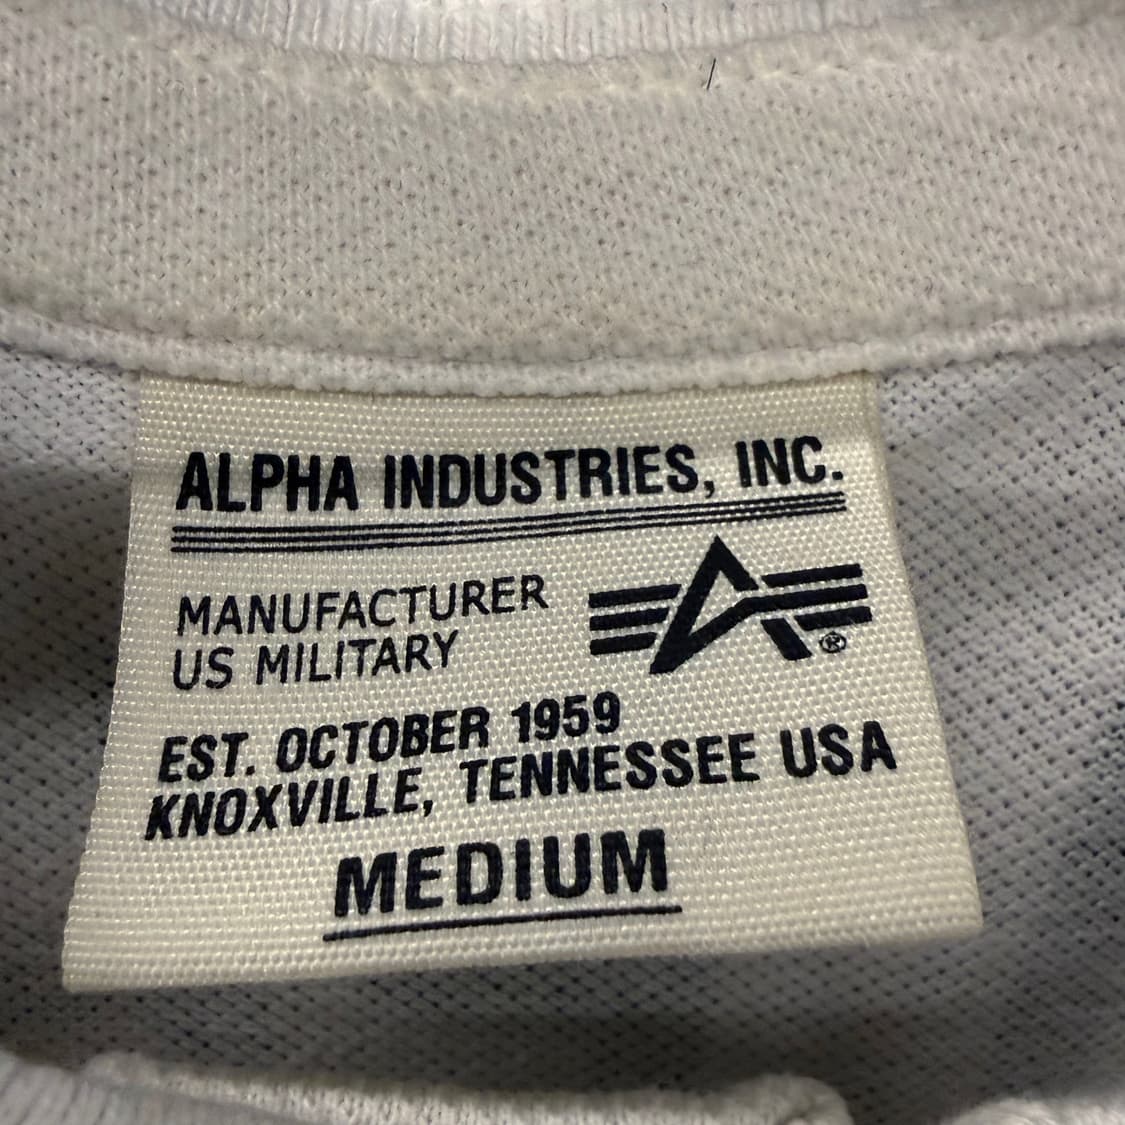 ALPHA INDUSTRIES, INC.
MANUFACTURER
US MILITARY
®
EST. OCTOBER 1959
KNOXVILLE, TENNESSEE USA
MEDIUM